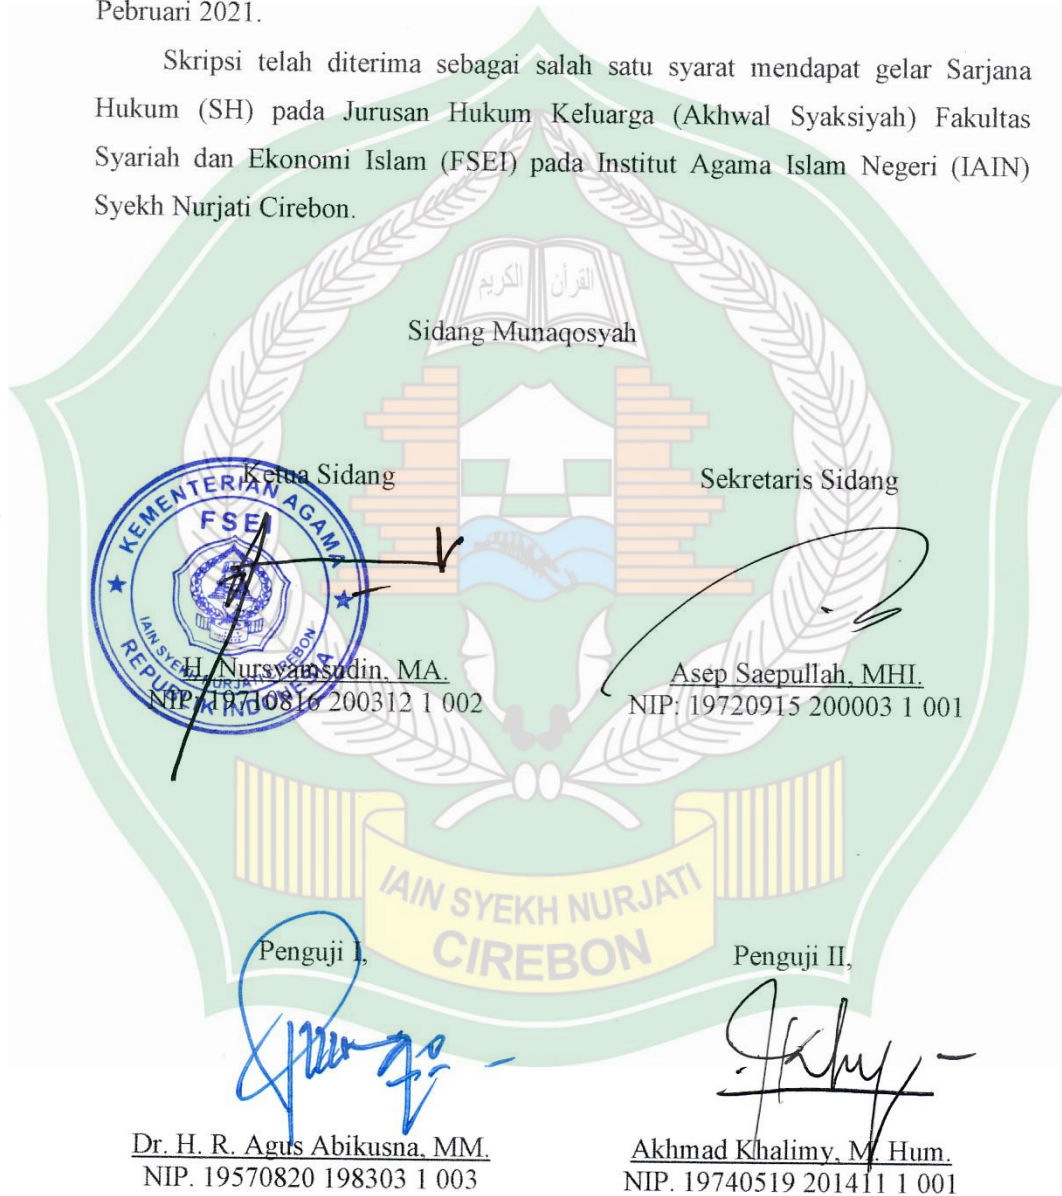 Pebruari 2021.
Skripsi telah diterima sebagai salah satu syarat mendapat gelar Sarjana
Hukum (SH) pada Jurusan Hukum Keluarga (Akhwal Syaksiyah) Fakultas
Syariah dan Ekonomi Islam (FSEI) pada Institut Agama Islam Negeri (IAIN)
Syekh Nurjati Cirebon.
القرآن الكريم
Sidang Munaqosyah
Ketua Sidang
Sekretaris Sidang
KEMENTERIAN AGAMA
FSEI
IAIN SYEKH NURJATI CIREBON
REPUBLIK INDONESIA
H. Nursyamsudin, MA.
NIP. 19710816 200312 1 002
Asep Saepullah, MHI.
NIP: 19720915 200003 1 001
IAIN SYEKH NURJATI
CIREBON
Penguji I,
Penguji II,
Dr. H. R. Agus Abikusna, MM.
NIP. 19570820 198303 1 003
Akhmad Khalimy, M. Hum.
NIP. 19740519 201411 1 001